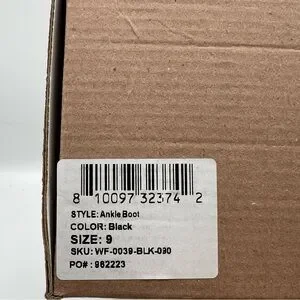 8 10097 32374 2
STYLE: Ankle Boot
COLOR: Black
SIZE: 9
SKU: WF-0039-BLK-090
PO# : 982223